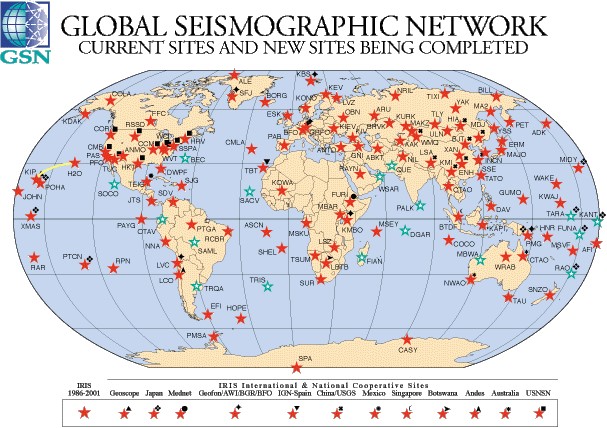 GLOBAL SEISMOGRAPHIC NETWORK
CURRENT SITES AND NEW SITES BEING COMPLETED
GSN
ALE
KBS
SFJ
BORG
KEV
LVZ
NRIL
TIXI
BILL
COLA
KDAK
FFC
ESK
KONO
OBN
ARU
YAK
MA2
PET
ADK
COR
RSSD
HRV
SSPA
PAB
BFO
GRFO
KIEV
BRVK
KURK
MAKZ
TLY
HIA
MDJ
YSS
ERM
MAJO
CMB
PAS
PFO
TUC
ANMO
CCM
WCI
WVT
BEC
CMLA
ANTO
KIV
GNI
ABKT
AAK
WMQ
ULN
XAN
INCN
SSE
TATO
KIP
POHA
H2O
HKT
DWPF
TBT
RAYN
NIL
LSA
KMI
ENH
MIDY
JOHN
SOCO
TEIG
SJG
SACV
KOWA
FURI
QUE
WSAR
CTAO
GUMO
WAKE
KWAJ
XMAS
JTS
SDV
PALK
DAV
TARA
KANT
PAYG
CTAV
PTGA
ASCN
MBAR
KMBO
MSEY
BTDF
KAPI
HNR
FUNA
NNA
RCBR
SAML
SHEL
MSKU
DGAR
COCO
PMG
MSVF
AFI
RAR
PTCN
RPN
LVC
LCO
TSUM
LSZ
LBTB
FIAN
MBWA
WRAB
CTAO
RAO
TRQA
TRIS
SUR
NWAO
TAU
SNZO
EFI
HOPE
PMSA
SPA
CASY
IRIS International & National Cooperative Sites
IRIS
1986-2001
Geoscope
Japan
Mednet
Geofon/AWI/BGR/BFO
IGN-Spain
China/USGS
Mexico
Singapore
Botswana
Andes
Australia
USNSN